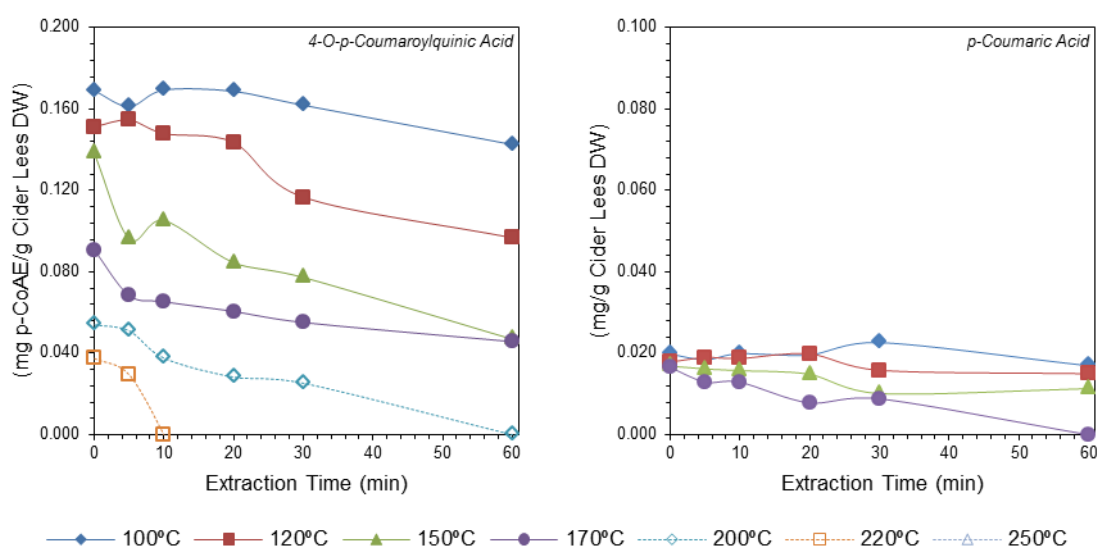 4-O-p-Coumaroylquinic Acid
(mg p-CoAE/g Cider Lees DW)
0.200
0.160
0.120
0.080
0.040
0.000
0 10 20 30 40 50 60
Extraction Time (min)
p-Coumaric Acid
(mg/g Cider Lees DW)
0.100
0.080
0.060
0.040
0.020
0.000
0 10 20 30 40 50 60
Extraction Time (min)
100ºC 120ºC 150ºC 170ºC 200ºC 220ºC 250ºC